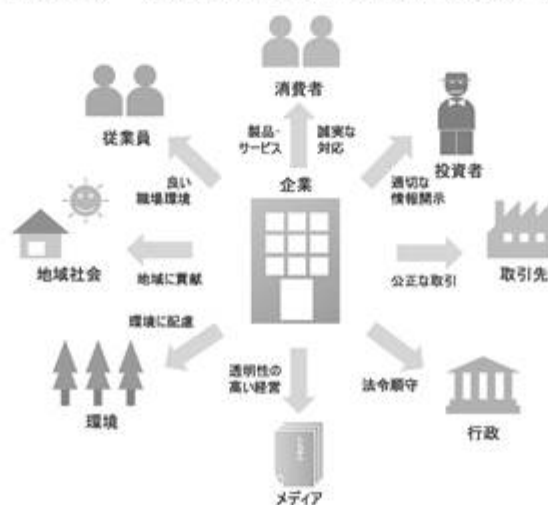 消費者
従業員
製品・
サービス
誠実な
対応
投資者
良い
職場環境
企業
適切な
情報開示
地域社会
地域に貢献
公正な取引
取引先
環境に配慮
透明性の
高い経営
法令順守
環境
行政
メディア